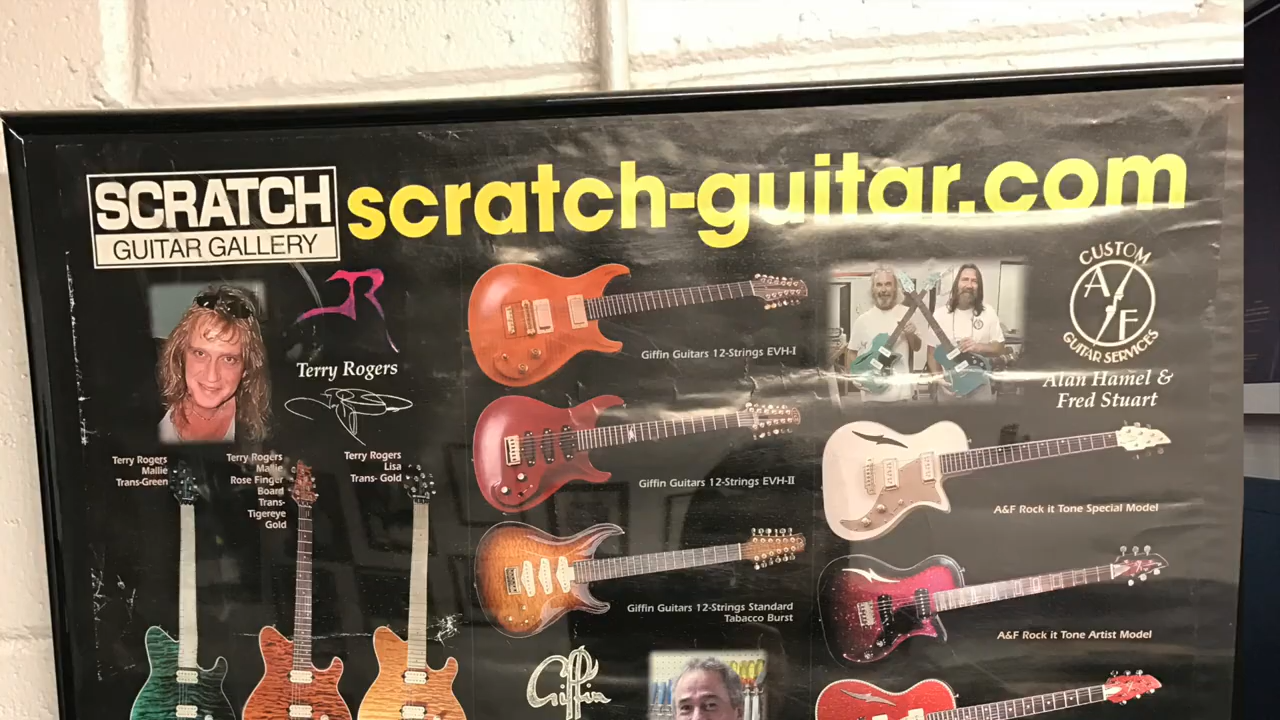 SCRATCH
GUITAR GALLERY
scratch-guitar.com
Terry Rogers
Terry Rogers
Mallie
Trans-Green
Terry Rogers
Mallie
Rose Finger
Board
Trans-
Tigereye
Gold
Terry Rogers
Lisa
Trans- Gold
Giffin Guitars 12-Strings EVH-I
Giffin Guitars 12-Strings EVH-II
Giffin Guitars 12-Strings Standard
Tabacco Burst
Giffin
CUSTOM
A F
GUITAR SERVICES
Alan Hamel &
Fred Stuart
A&F Rock it Tone Special Model
A&F Rock it Tone Artist Model